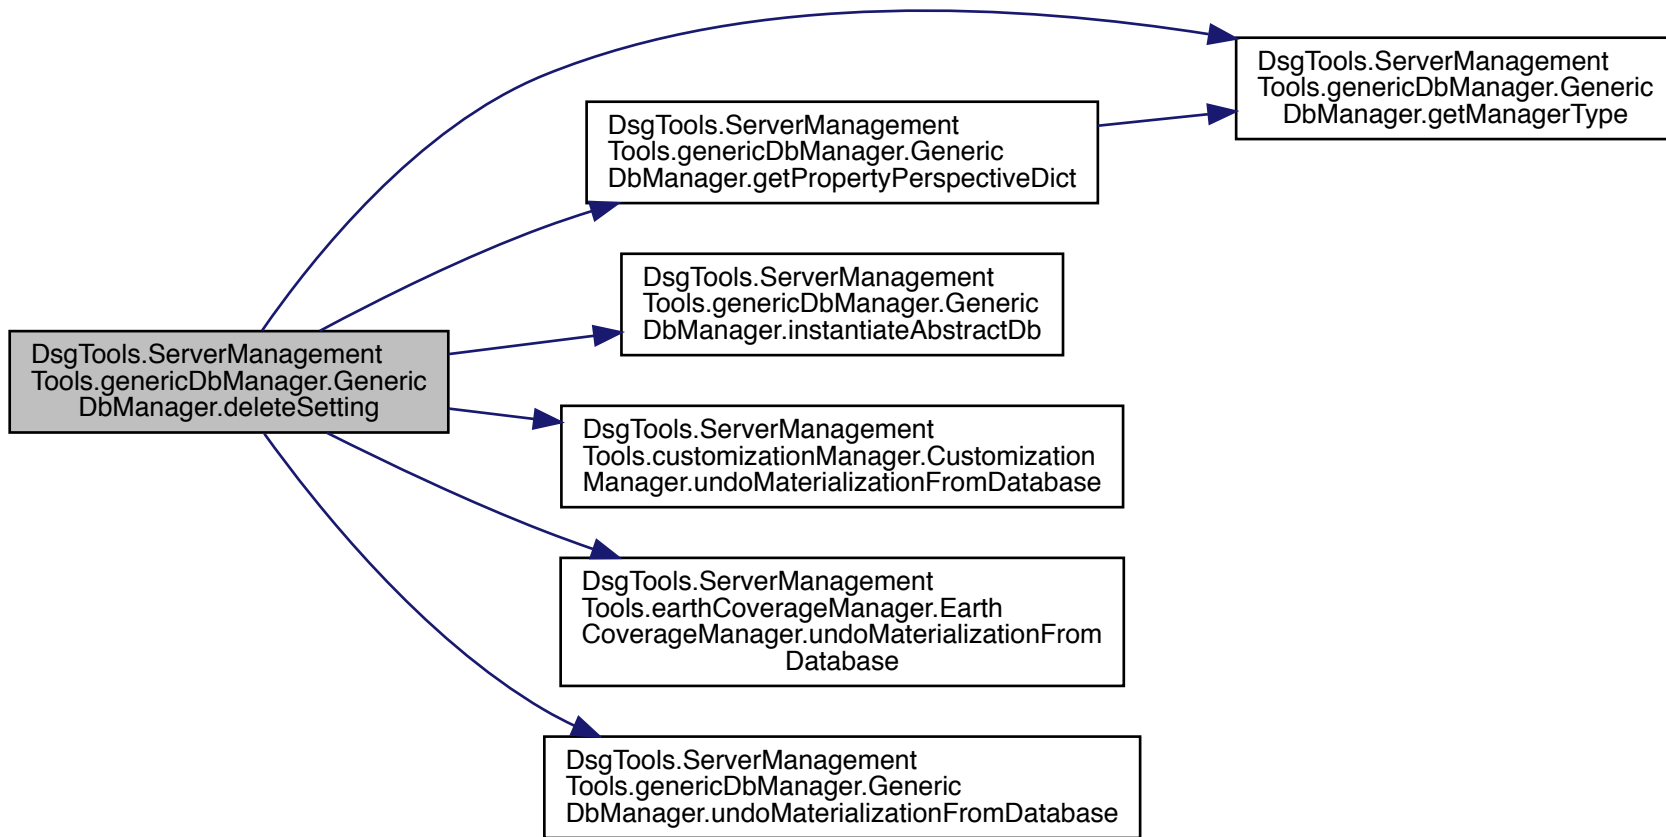 DsgTools.ServerManagement
Tools.genericDbManager.Generic
DbManager.deleteSetting
DsgTools.ServerManagement
Tools.genericDbManager.Generic
DbManager.getManagerType
DsgTools.ServerManagement
Tools.genericDbManager.Generic
DbManager.getPropertyPerspectiveDict
DsgTools.ServerManagement
Tools.genericDbManager.Generic
DbManager.instantiateAbstractDb
DsgTools.ServerManagement
Tools.customizationManager.Customization
Manager.undoMaterializationFromDatabase
DsgTools.ServerManagement
Tools.earthCoverageManager.Earth
CoverageManager.undoMaterializationFrom
Database
DsgTools.ServerManagement
Tools.genericDbManager.Generic
DbManager.undoMaterializationFromDatabase